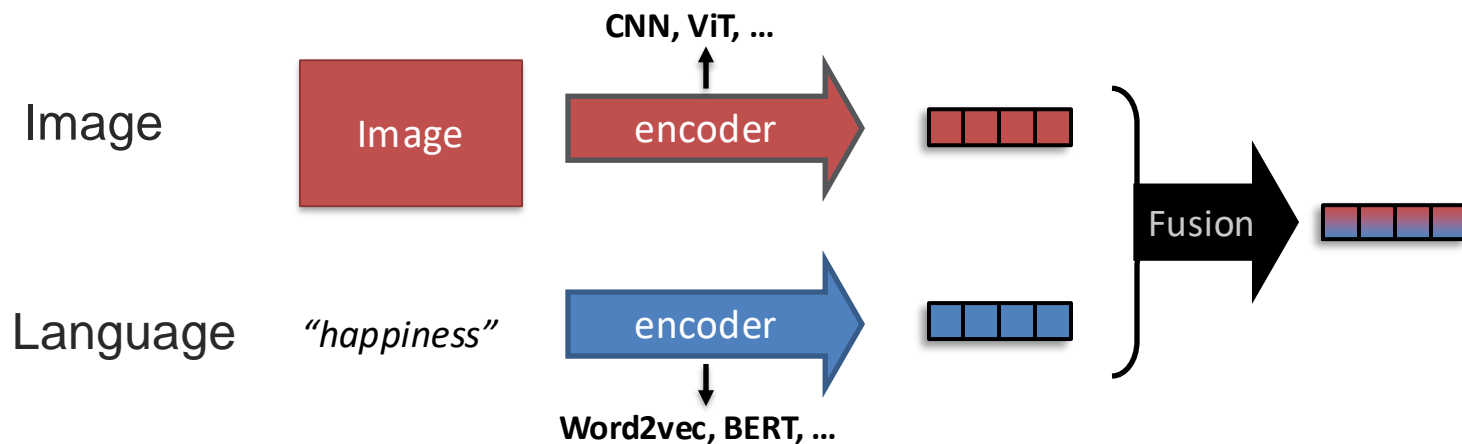 CNN, ViT, ...
Image
Image
encoder
Fusion
Language
“happiness”
encoder
Word2vec, BERT, ...